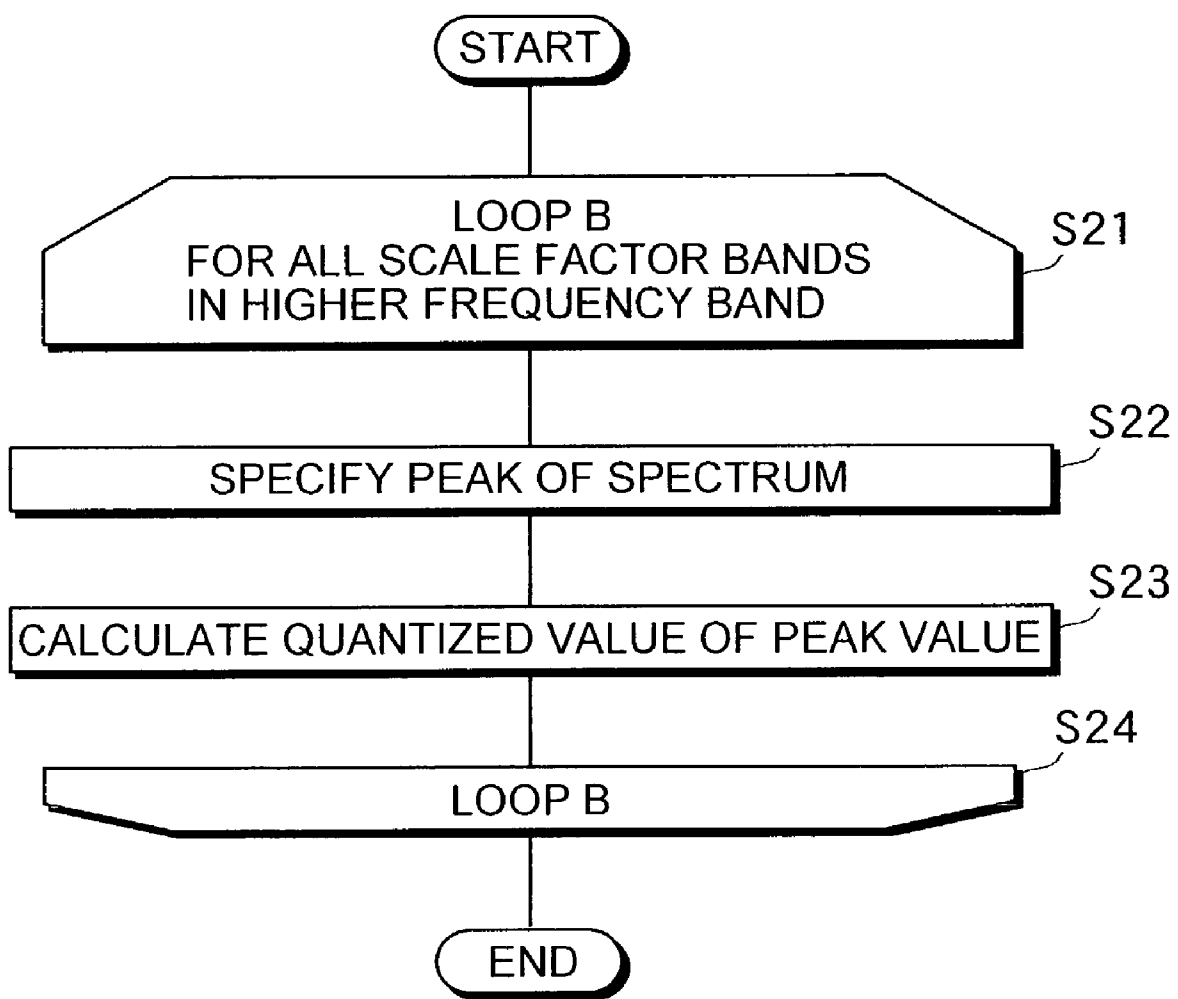 START
LOOP B
FOR ALL SCALE FACTOR BANDS
IN HIGHER FREQUENCY BAND
S21
S22
SPECIFY PEAK OF SPECTRUM
S23
CALCULATE QUANTIZED VALUE OF PEAK VALUE
S24
LOOP B
END